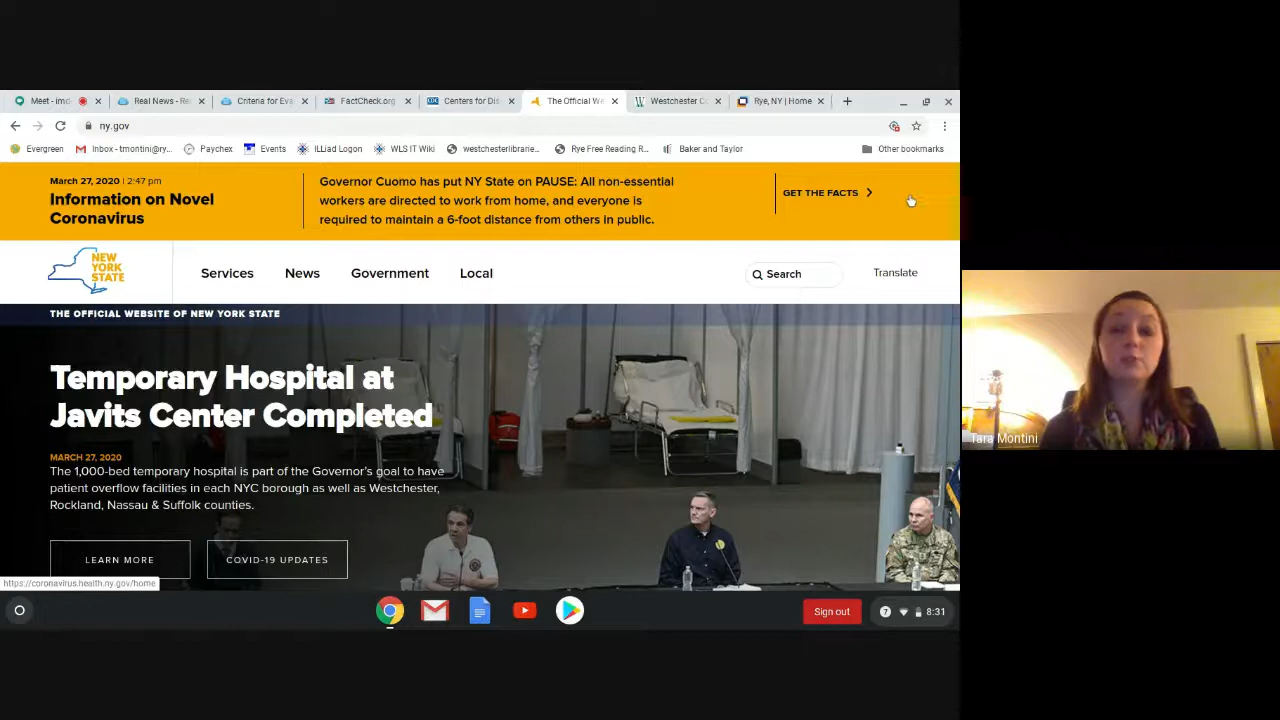 Meet - imd
Real News - Re
Criteria for Eva
FactCheck.org
Centers for Dis
The Official We
Westchester Co
Rye, NY | Home
ny.gov
Evergreen
Inbox - tmontini@ry...
Paychex
Events
ILLiad Logon
WLS IT Wiki
westchesterlibrarie...
Rye Free Reading R...
Baker and Taylor
Other bookmarks
March 27, 2020 | 2:47 pm
Information on Novel
Coronavirus
Governor Cuomo has put NY State on PAUSE: All non-essential
workers are directed to work from home, and everyone is
required to maintain a 6-foot distance from others in public.
GET THE FACTS
NEW
YORK
STATE
Services
News
Government
Local
Search
Translate
THE OFFICIAL WEBSITE OF NEW YORK STATE
Temporary Hospital at
Javits Center Completed
MARCH 27, 2020
The 1,000-bed temporary hospital is part of the Governor's goal to have
patient overflow facilities in each NYC borough as well as Westchester,
Rockland, Nassau & Suffolk counties.
LEARN MORE
COVID-19 UPDATES
https://coronavirus.health.ny.gov/home
Tara Montini
Sign out
7
8:31